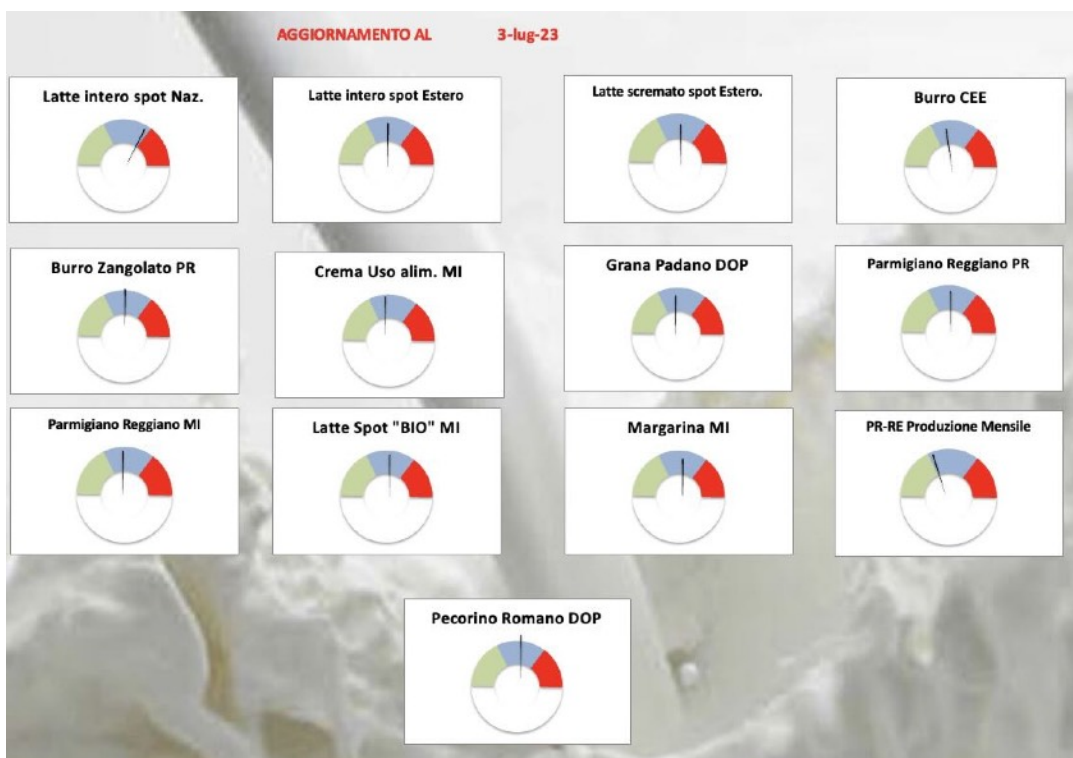 AGGIORNAMENTO AL 3-lug-23
Latte intero spot Naz.
Latte intero spot Estero
Latte scremato spot Estero.
Burro CEE
Burro Zangolato PR
Crema Uso alim. MI
Grana Padano DOP
Parmigiano Reggiano PR
Parmigiano Reggiano MI
Latte Spot "BIO" MI
Margarina MI
PR-RE Produzione Mensile
Pecorino Romano DOP